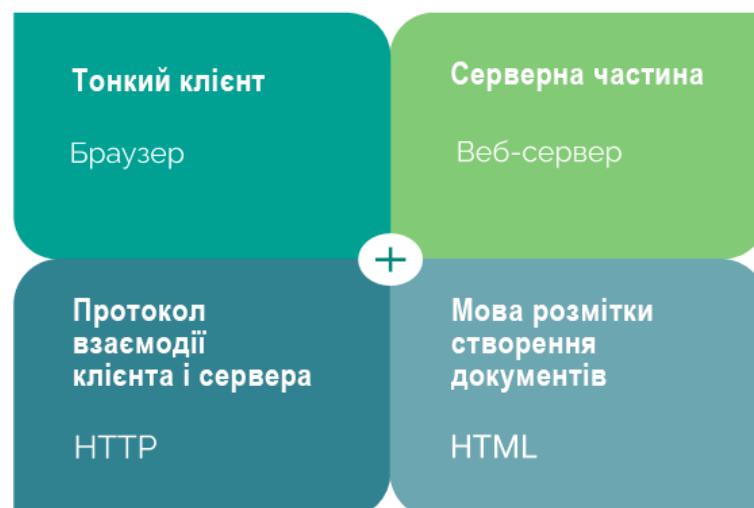 Тонкий клієнт
Браузер
Серверна частина
Веб-сервер
Протокол
взаємодії
клієнта і сервера
HTTP
Мова розмітки
створення
документів
HTML